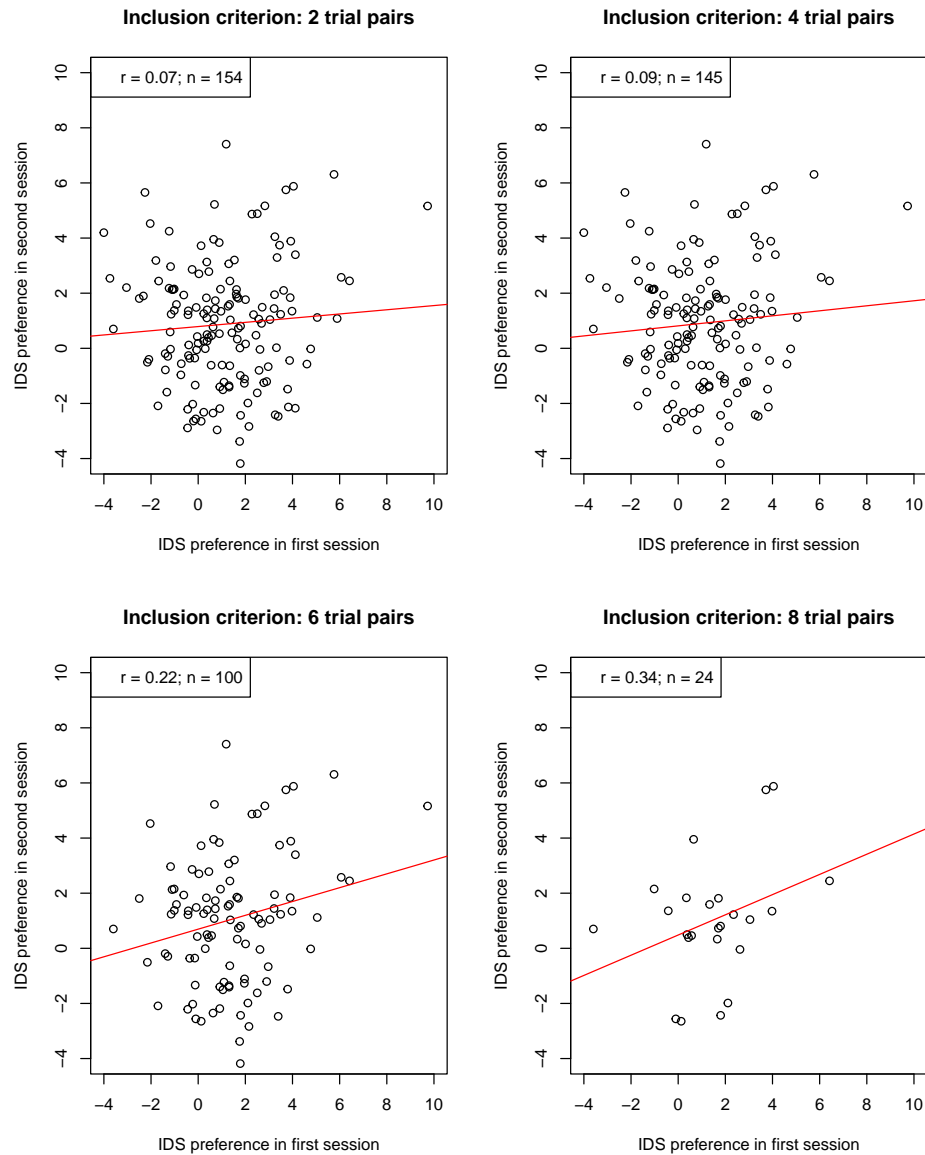 Inclusion criterion: 2 trial pairs
r = 0.07; n = 154
IDS preference in second session
10
8
6
4
2
0
−2
−4
−4 −2 0 2 4 6 8 10
IDS preference in first session
Inclusion criterion: 4 trial pairs
r = 0.09; n = 145
IDS preference in second session
10
8
6
4
2
0
−2
−4
−4 −2 0 2 4 6 8 10
IDS preference in first session
Inclusion criterion: 6 trial pairs
r = 0.22; n = 100
IDS preference in second session
10
8
6
4
2
0
−2
−4
−4 −2 0 2 4 6 8 10
IDS preference in first session
Inclusion criterion: 8 trial pairs
r = 0.34; n = 24
IDS preference in second session
10
8
6
4
2
0
−2
−4
−4 −2 0 2 4 6 8 10
IDS preference in first session